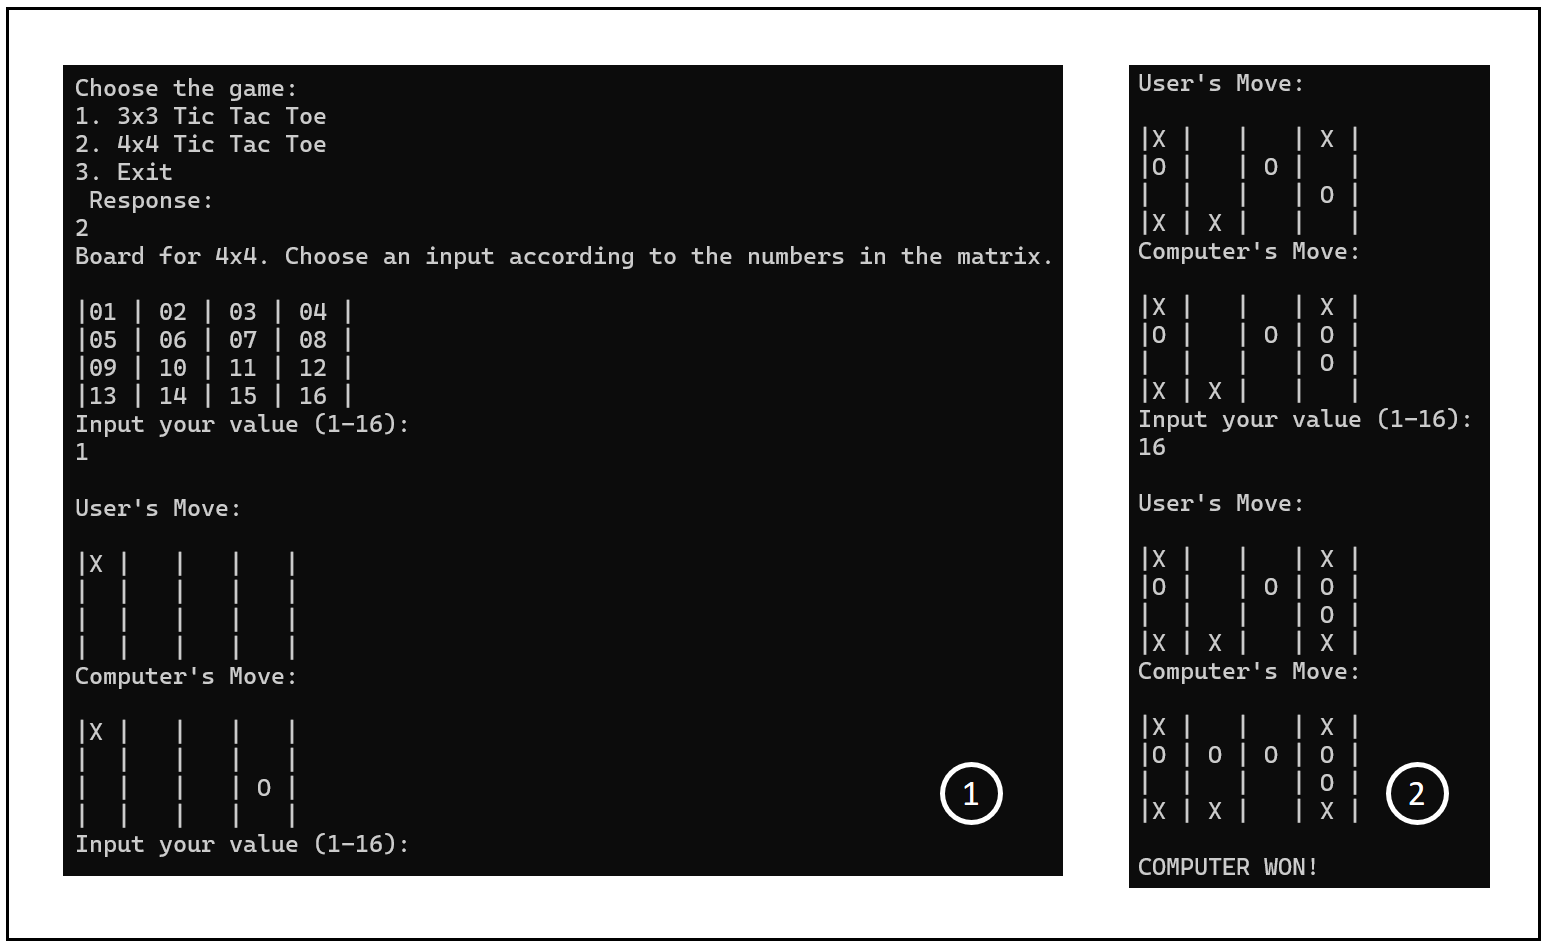 Choose the game:
1. 3x3 Tic Tac Toe
2. 4x4 Tic Tac Toe
3. Exit
 Response:
2
Board for 4x4. Choose an input according to the numbers in the matrix.
|01 | 02 | 03 | 04 |
|05 | 06 | 07 | 08 |
|09 | 10 | 11 | 12 |
|13 | 14 | 15 | 16 |
Input your value (1-16):
1
User's Move:
|X |   |   |   |
|  |   |   |   |
|  |   |   |   |
|  |   |   |   |
Computer's Move:
|X |   |   |   |
|  |   |   |   |
|  |   |   | O |
|  |   |   |   |
Input your value (1-16):
1
User's Move:
|X |   |   | X |
|O |   | O |   |
|  |   |   | O |
|X | X |   |   |
Computer's Move:
|X |   |   | X |
|O |   | O | O |
|  |   |   | O |
|X | X |   |   |
Input your value (1-16):
16
User's Move:
|X |   |   | X |
|O |   | O | O |
|  |   |   | O |
|X | X |   | X |
Computer's Move:
|X |   |   | X |
|O | O | O | O |
|  |   |   | O |
|X | X |   | X |
COMPUTER WON!
2